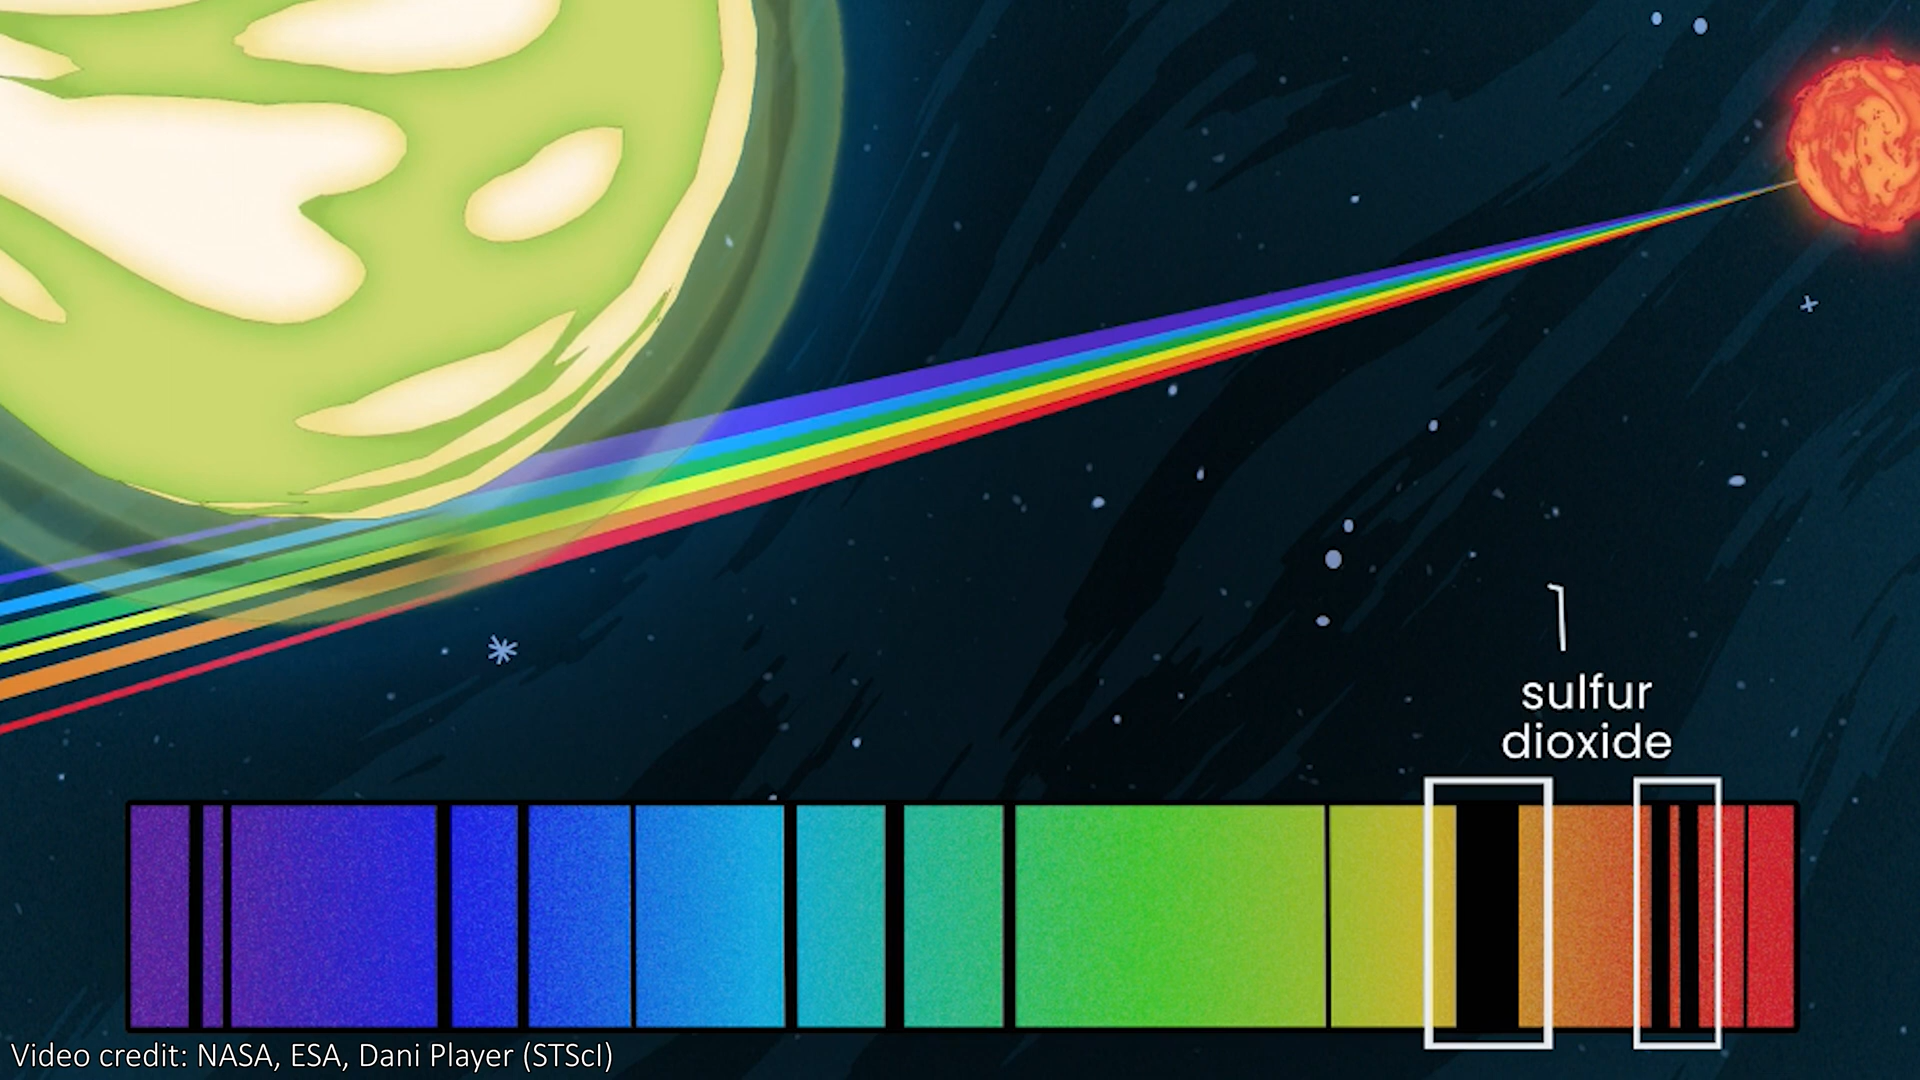 sulfur
dioxide
Video credit: NASA, ESA, Dani Player (STScI)